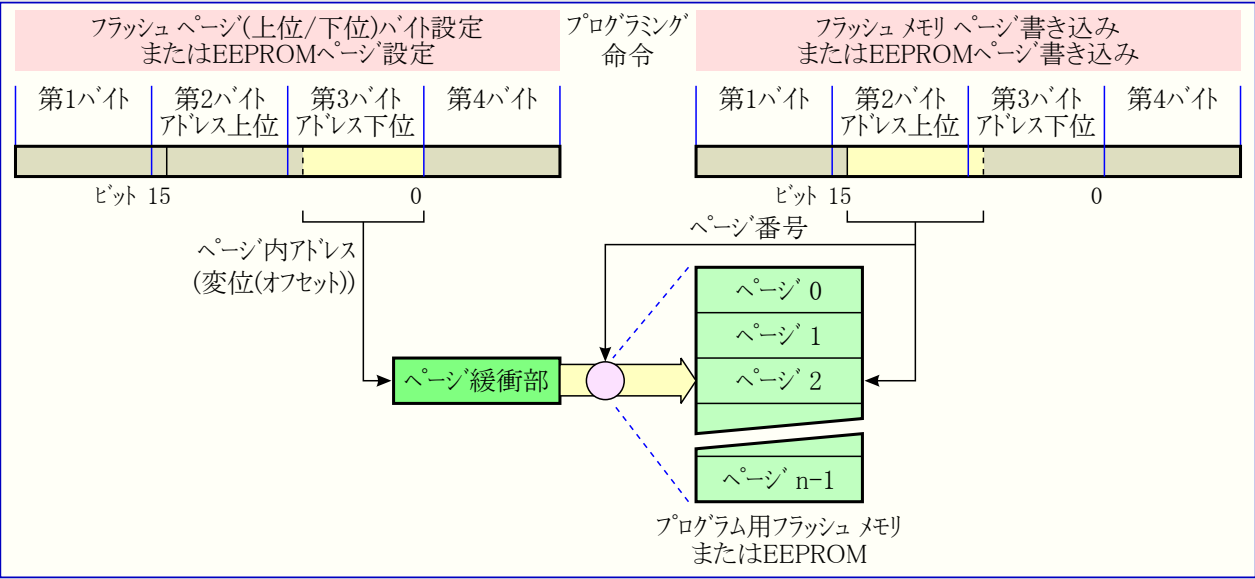 フラッシュ ページ(上位/下位)バイト設定
またはEEPROMページ設定
プログラミング
命令
フラッシュ メモリ ページ書き込み
またはEEPROMページ書き込み
第1バイト
第2バイト
アドレス上位
第3バイト
アドレス下位
第4バイト
第1バイト
第2バイト
アドレス上位
第3バイト
アドレス下位
第4バイト
ビット 15
0
ビット 15
0
ページ内アドレス
(変位(オフセット))
ページ番号
ページ緩衝部
ページ 0
ページ 1
ページ 2
ページ n-1
プログラム用フラッシュ メモリ
またはEEPROM